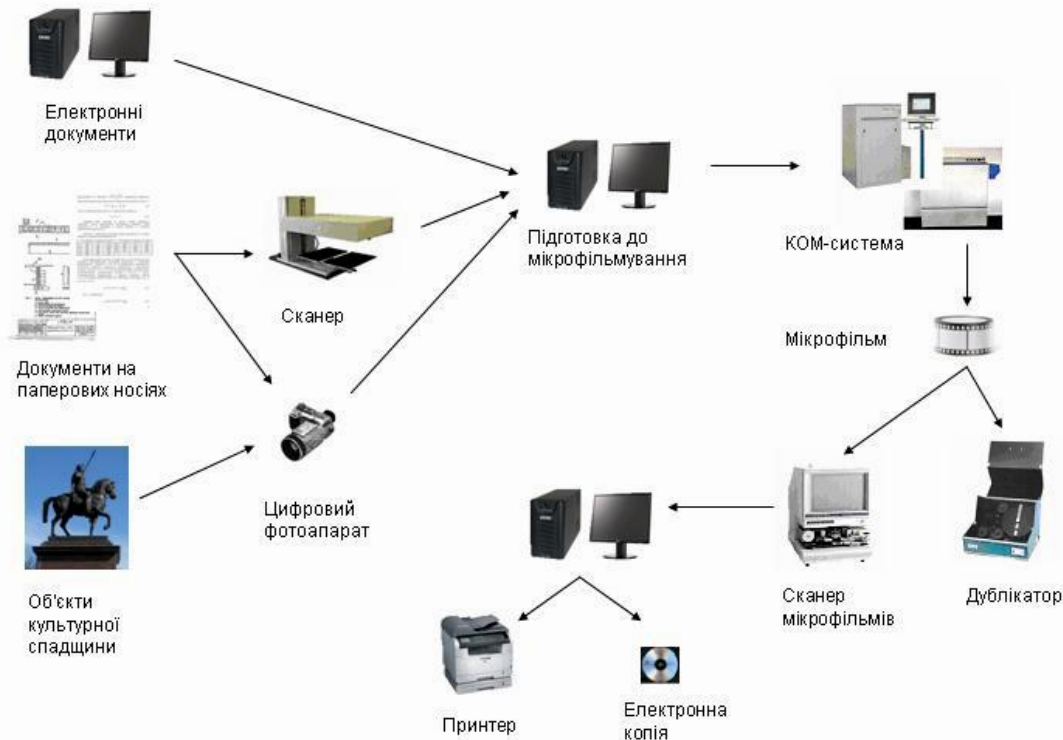 Електронні
документи
Підготовка до
мікрофільмування
КОМ-система
Сканер
Мікрофільм
Документи на
паперових носіях
Цифровий
фотоапарат
Об'єкти
культурної
спадщини
Сканер
мікрофільмів
Дублікатор
Принтер
Електронна
копія